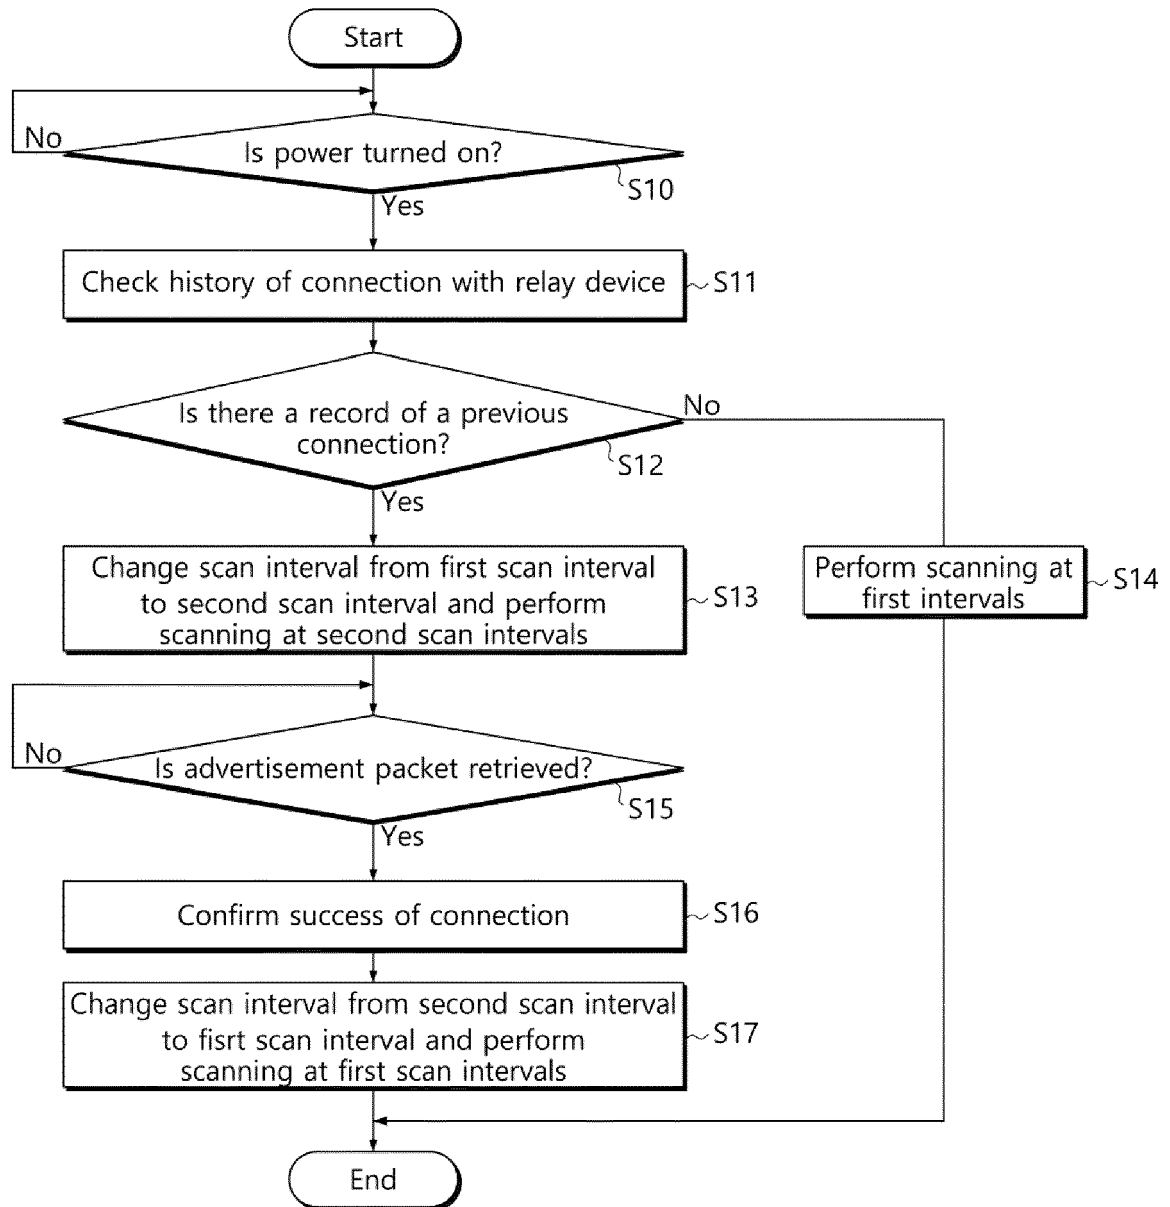 Start
No
Is power turned on?
S10
Yes
Check history of connection with relay device
S11
Is there a record of a previous
connection?
No
S12
Yes
Change scan interval from first scan interval
to second scan interval and perform
scanning at second scan intervals
S13
Perform scanning at
first intervals
S14
No
Is advertisement packet retrieved?
S15
Yes
Confirm success of connection
S16
Change scan interval from second scan interval
to fisrt scan interval and perform
scanning at first scan intervals
S17
End